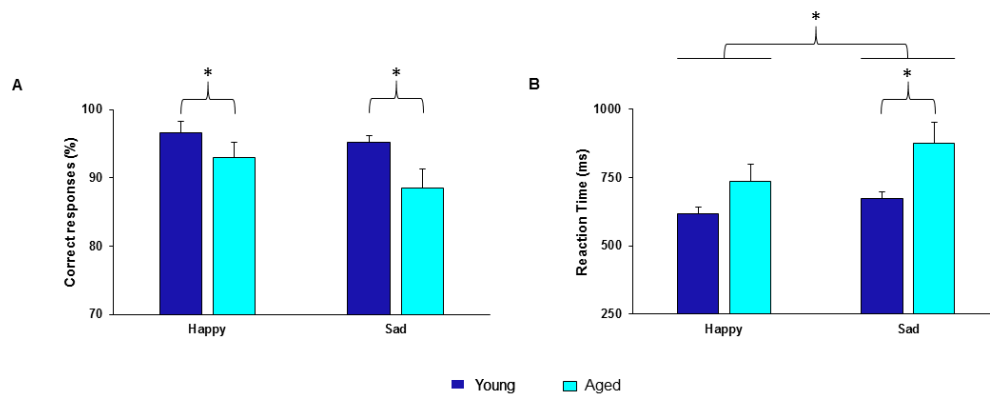 *
A
*
*
Correct responses (%)
100
90
80
70
Happy
Sad
B
*
Reaction Time (ms)
1000
750
500
250
Happy
Sad
Young
Aged